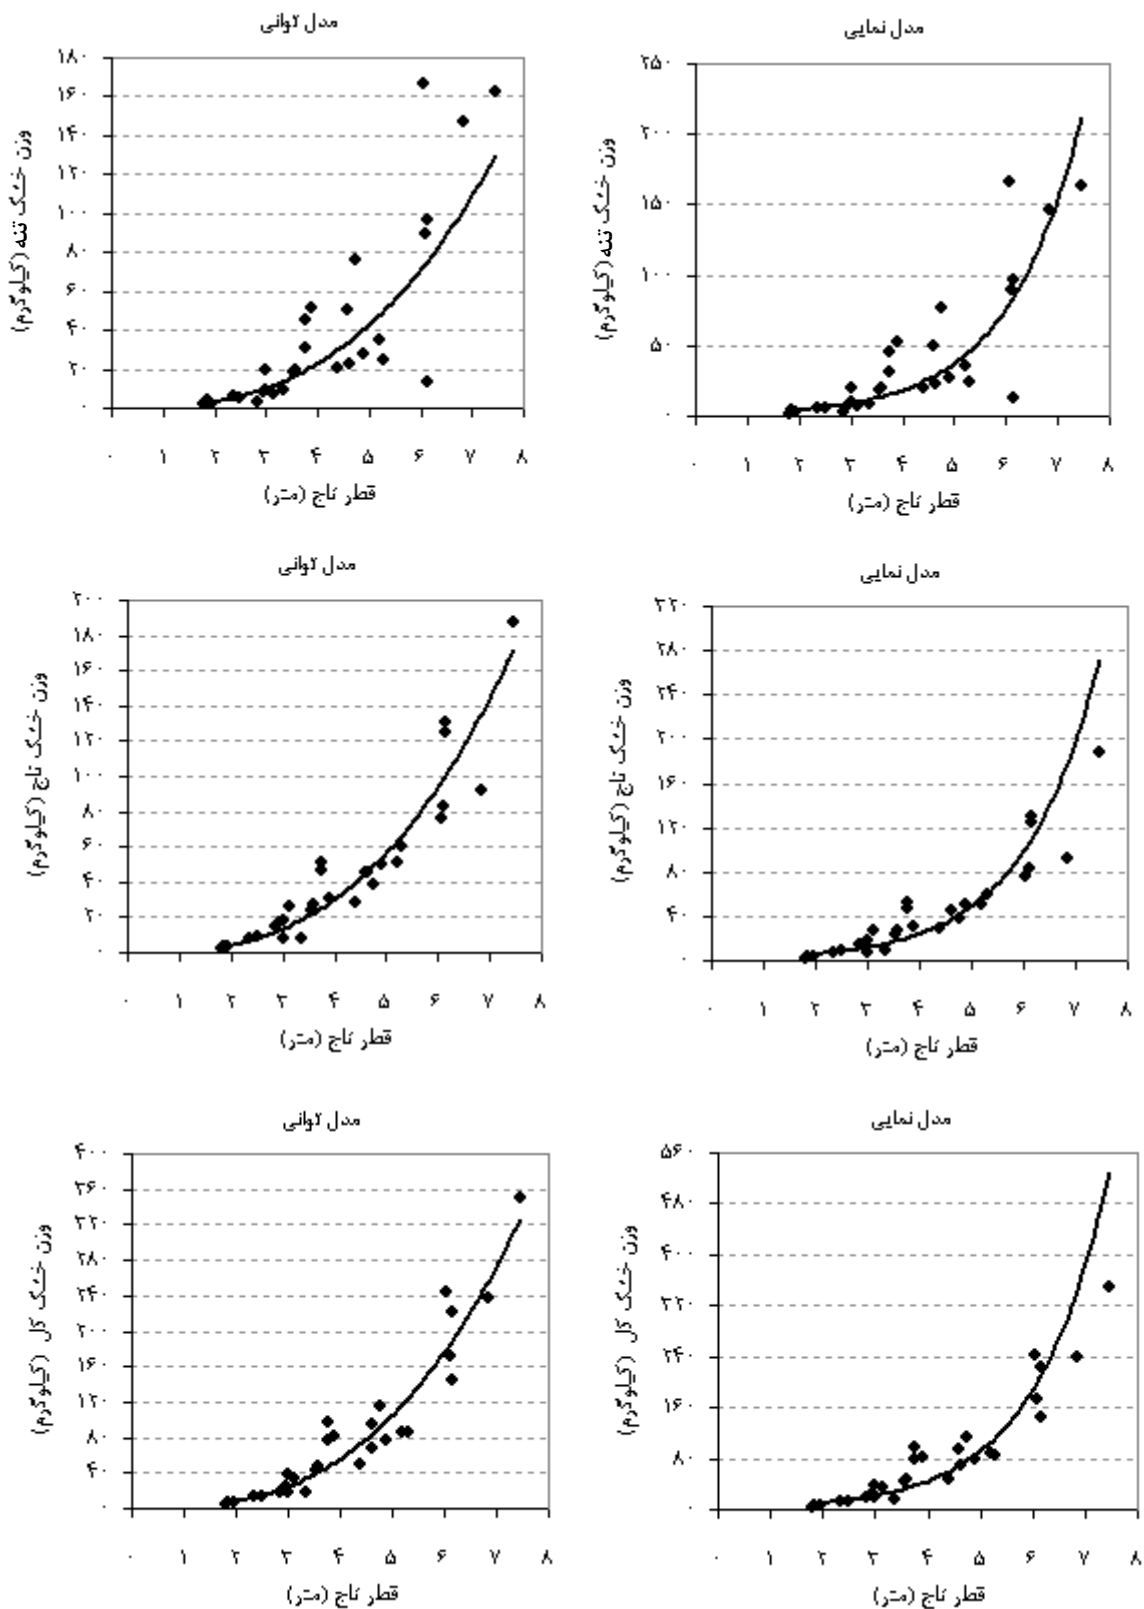 مدل نمایی
۲۵۰
۲۰۰
۱۵۰
۱۰۰
۵۰
۰
وزن خشک تنه (کیلوگرم)
۰ ۱ ۲ ۳ ۴ ۵ ۶ ۷ ۸
قطر تاج (متر)
مدل توانی
۱۸۰
۱۶۰
۱۴۰
۱۲۰
۱۰۰
۸۰
۶۰
۴۰
۲۰
۰
وزن خشک تنه (کیلوگرم)
۰ ۱ ۲ ۳ ۴ ۵ ۶ ۷ ۸
قطر تاج (متر)
مدل نمایی
۳۲۰
۲۸۰
۲۴۰
۲۰۰
۱۶۰
۱۲۰
۸۰
۴۰
۰
وزن خشک تاج (کیلوگرم)
۰ ۱ ۲ ۳ ۴ ۵ ۶ ۷ ۸
قطر تاج (متر)
مدل توانی
۲۰۰
۱۸۰
۱۶۰
۱۴۰
۱۲۰
۱۰۰
۸۰
۶۰
۴۰
۲۰
۰
وزن خشک تاج (کیلوگرم)
۰ ۱ ۲ ۳ ۴ ۵ ۶ ۷ ۸
قطر تاج (متر)
مدل نمایی
۵۶۰
۴۸۰
۴۰۰
۳۲۰
۲۴۰
۱۶۰
۸۰
۰
وزن خشک کل (کیلوگرم)
۰ ۱ ۲ ۳ ۴ ۵ ۶ ۷ ۸
قطر تاج (متر)
مدل توانی
۴۰۰
۳۶۰
۳۲۰
۲۸۰
۲۴۰
۲۰۰
۱۶۰
۱۲۰
۸۰
۴۰
۰
وزن خشک کل (کیلوگرم)
۰ ۱ ۲ ۳ ۴ ۵ ۶ ۷ ۸
قطر تاج (متر)